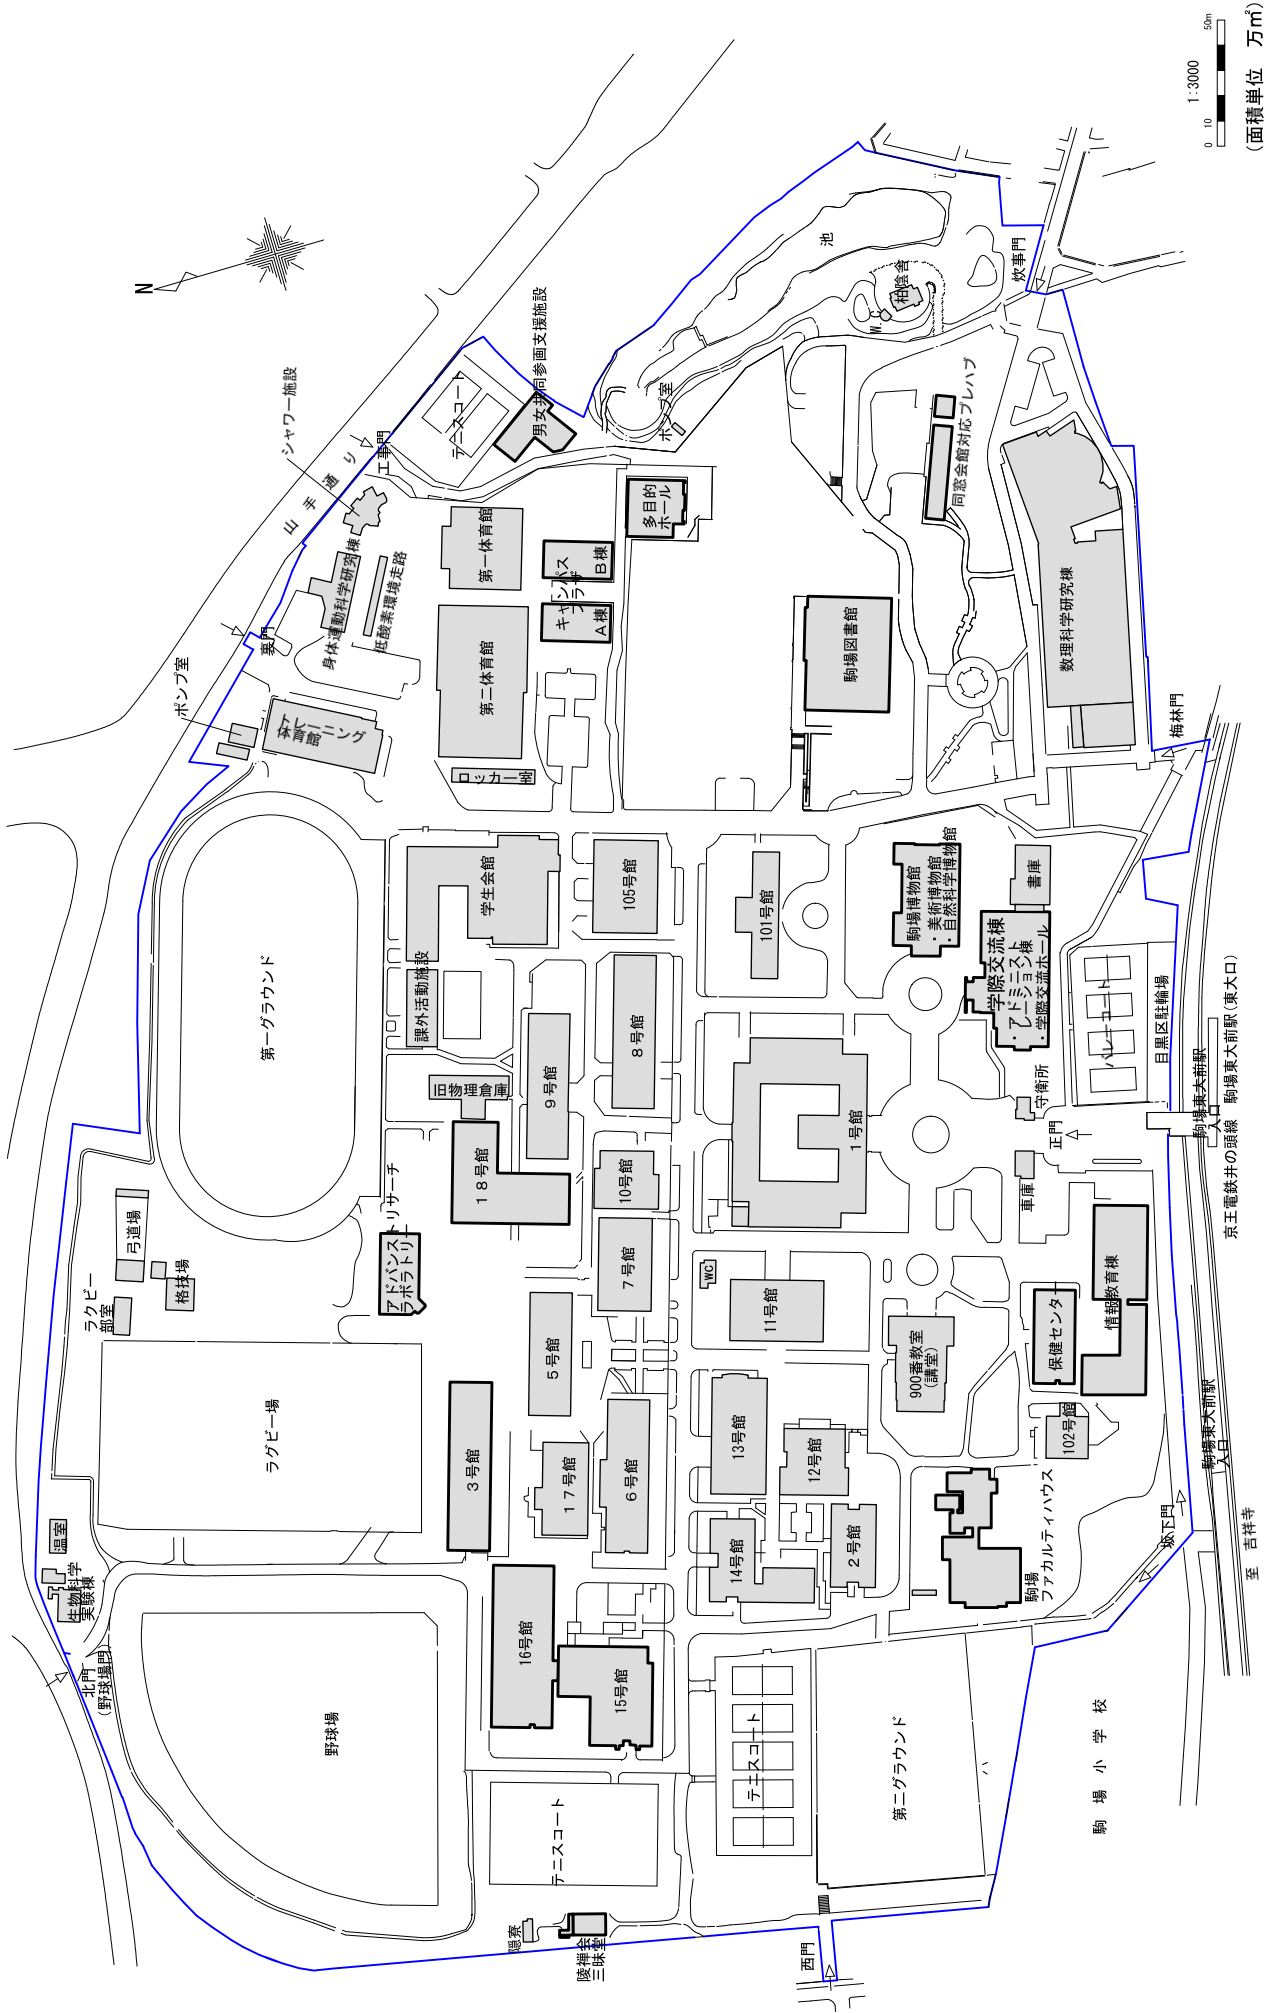 1:3000
0 10 50m
(面積単位 万㎡)
N
シャワー施設
山手通り
工事門
テニスコート
男女共同参画支援施設
池
柏陰舎
W.C
炊事門
ポンプ室
裏門
身体運動科学研究棟
低酸素環境走路
第一体育館
キャンパス
プラザ
B棟
A棟
多目的
ホール
同窓会館対応プレハブ
数理科学研究棟
ポンプ室
トレーニング
体育館
第二体育館
ロッカー室
駒場図書館
梅林門
第一グラウンド
学生会館
課外活動施設
105号館
101号館
駒場博物館
・美術博物館
・自然科学博物館
書庫
学際交流棟
・アドミニスト
レーション棟
・学際交流ホール
旧物理倉庫
9号館
8号館
18号館
10号館
1号館
守衛所
正門
車庫
バレーコート
目黒区駐輪場
駒場東大前駅
入口
京王電鉄井の頭線 駒場東大前駅(東大口)
弓道場
格技場
ラクビー
部室
アドバンストリサーチ
ラボラトリー
7号館
5号館
WC
11号館
900番教室
(講堂)
保健センター
情報教育棟
ラグビー場
3号館
17号館
6号館
13号館
12号館
102号館
駒場東大前駅
入口
温室
生物科学
実験棟
14号館
2号館
駒場
ファカルティハウス
坂下門
至 吉祥寺
北門
(野球場門)
野球場
16号館
15号館
テニスコート
テニスコート
第二グラウンド
駒場小学校
隠寮
陵禅会
三昧堂
西門